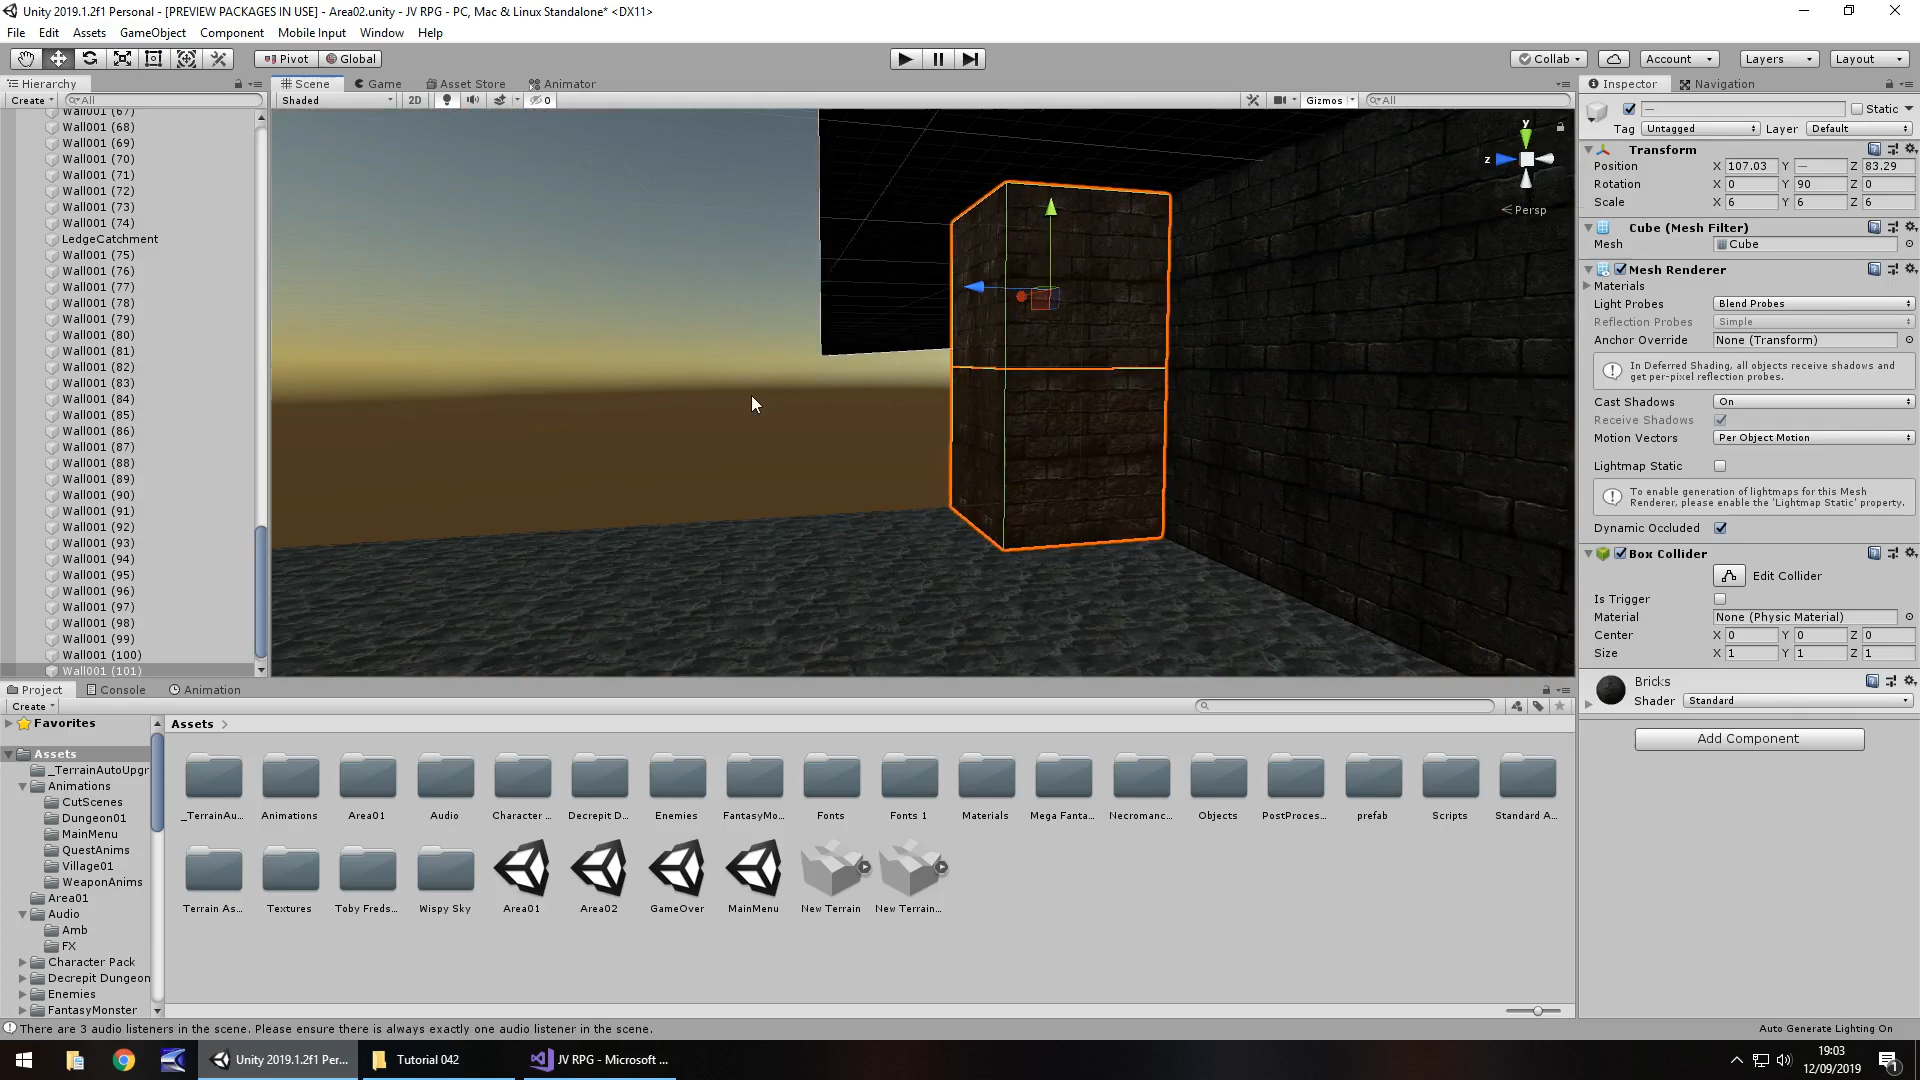 Unity 2019.1.2f1 Personal - [PREVIEW PACKAGES IN USE] - Area02.unity - JV RPG - PC, Mac & Linux Standalone* <DX11>
File Edit Assets GameObject Component Mobile Input Window Help
Pivot Global Collab Account Layers Layout
Hierarchy Scene Game Asset Store Animator Inspector Navigation
Create All Shaded 2D 0 Gizmos All
Static
Tag Untagged Layer Default
Transform
Position X 107.03 Y — Z 83.29
Rotation X 0 Y 90 Z 0
Scale X 6 Y 6 Z 6
Cube (Mesh Filter)
Mesh Cube
Mesh Renderer
Materials
Light Probes Blend Probes
Reflection Probes Simple
Anchor Override None (Transform)
In Deferred Shading, all objects receive shadows and
get per-pixel reflection probes.
Cast Shadows On
Receive Shadows
Motion Vectors Per Object Motion
Lightmap Static
To enable generation of lightmaps for this Mesh
Renderer, please enable the 'Lightmap Static' property.
Dynamic Occluded
Box Collider
Edit Collider
Is Trigger
Material None (Physic Material)
Center X 0 Y 0 Z 0
Size X 1 Y 1 Z 1
Bricks
Shader Standard
Add Component
y
z
Persp
Wall001 (67)
Wall001 (68)
Wall001 (69)
Wall001 (70)
Wall001 (71)
Wall001 (72)
Wall001 (73)
Wall001 (74)
LedgeCatchment
Wall001 (75)
Wall001 (76)
Wall001 (77)
Wall001 (78)
Wall001 (79)
Wall001 (80)
Wall001 (81)
Wall001 (82)
Wall001 (83)
Wall001 (84)
Wall001 (85)
Wall001 (86)
Wall001 (87)
Wall001 (88)
Wall001 (89)
Wall001 (90)
Wall001 (91)
Wall001 (92)
Wall001 (93)
Wall001 (94)
Wall001 (95)
Wall001 (96)
Wall001 (97)
Wall001 (98)
Wall001 (99)
Wall001 (100)
Wall001 (101)
Project Console Animation
Create
Favorites
Assets
_TerrainAutoUpgr
Animations
CutScenes
Dungeon01
MainMenu
QuestAnims
Village01
WeaponAnims
Area01
Audio
Amb
FX
Character Pack
Decrepit Dungeon
Enemies
FantasyMonster
Assets
_TerrainAu... Animations Area01 Audio Character ... Decrepit D... Enemies FantasyMo... Fonts Fonts 1 Materials Mega Fanta... Necromanc... Objects PostProces... prefab Scripts Standard A...
Terrain As... Textures Toby Freds... Wispy Sky Area01 Area02 GameOver MainMenu New Terrain New Terrain...
There are 3 audio listeners in the scene. Please ensure there is always exactly one audio listener in the scene.
Auto Generate Lighting On
Unity 2019.1.2f1 Per... Tutorial 042 JV RPG - Microsoft ...
19:03
12/09/2019
1